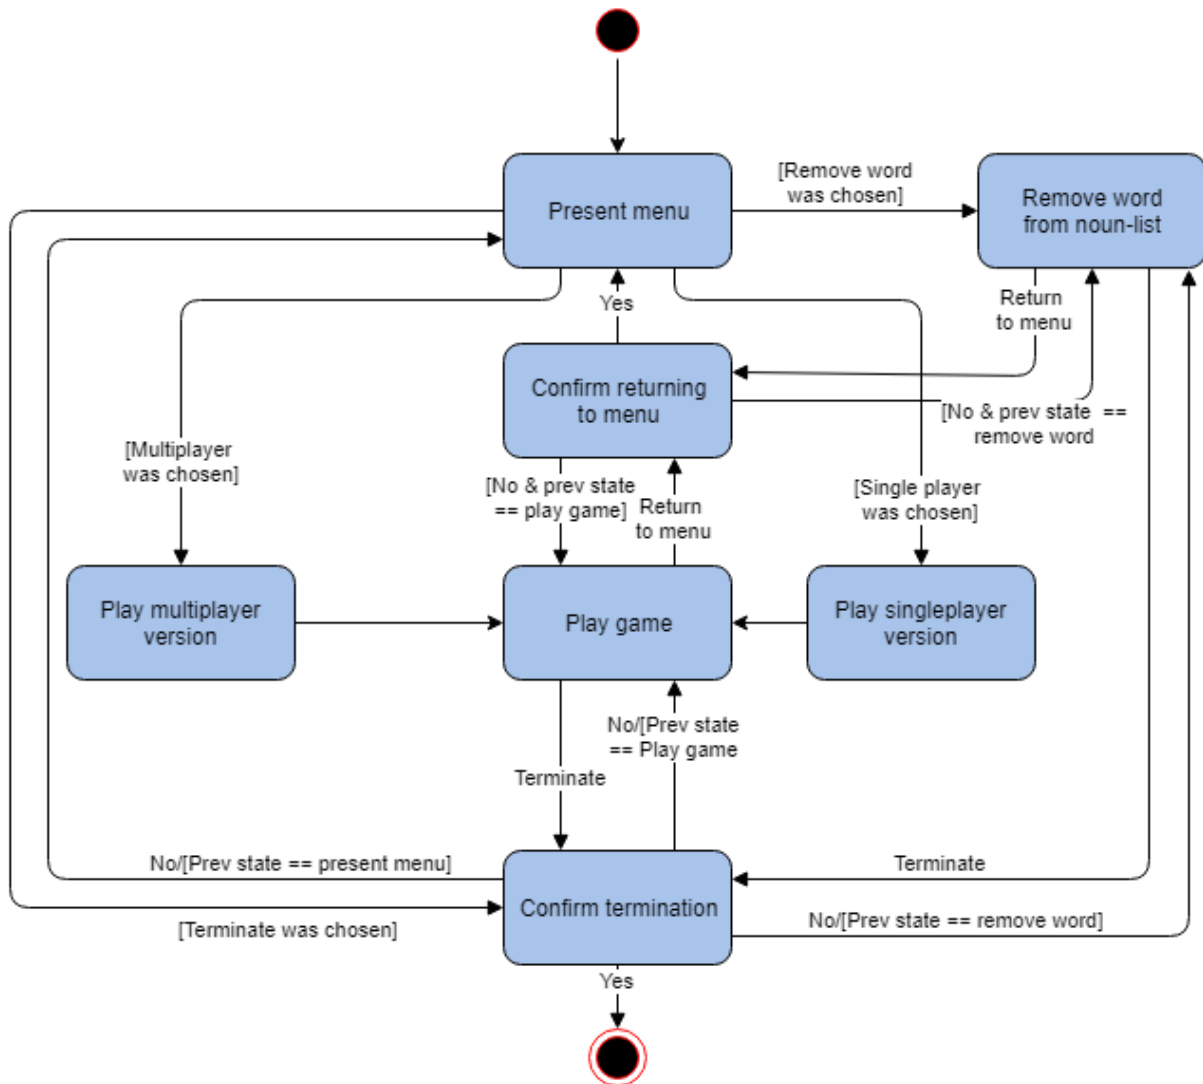 [Remove word
was chosen]
Present menu
Remove word
from noun-list
Yes
Return
to menu
Confirm returning
to menu
[No & prev state ==
remove word
[Multiplayer
was chosen]
[No & prev state
== play game]
Return
to menu
[Single player
was chosen]
Play multiplayer
version
Play game
Play singleplayer
version
No/[Prev state
== Play game
Terminate
No/[Prev state == present menu]
Terminate
Confirm termination
[Terminate was chosen]
No/[Prev state == remove word]
Yes